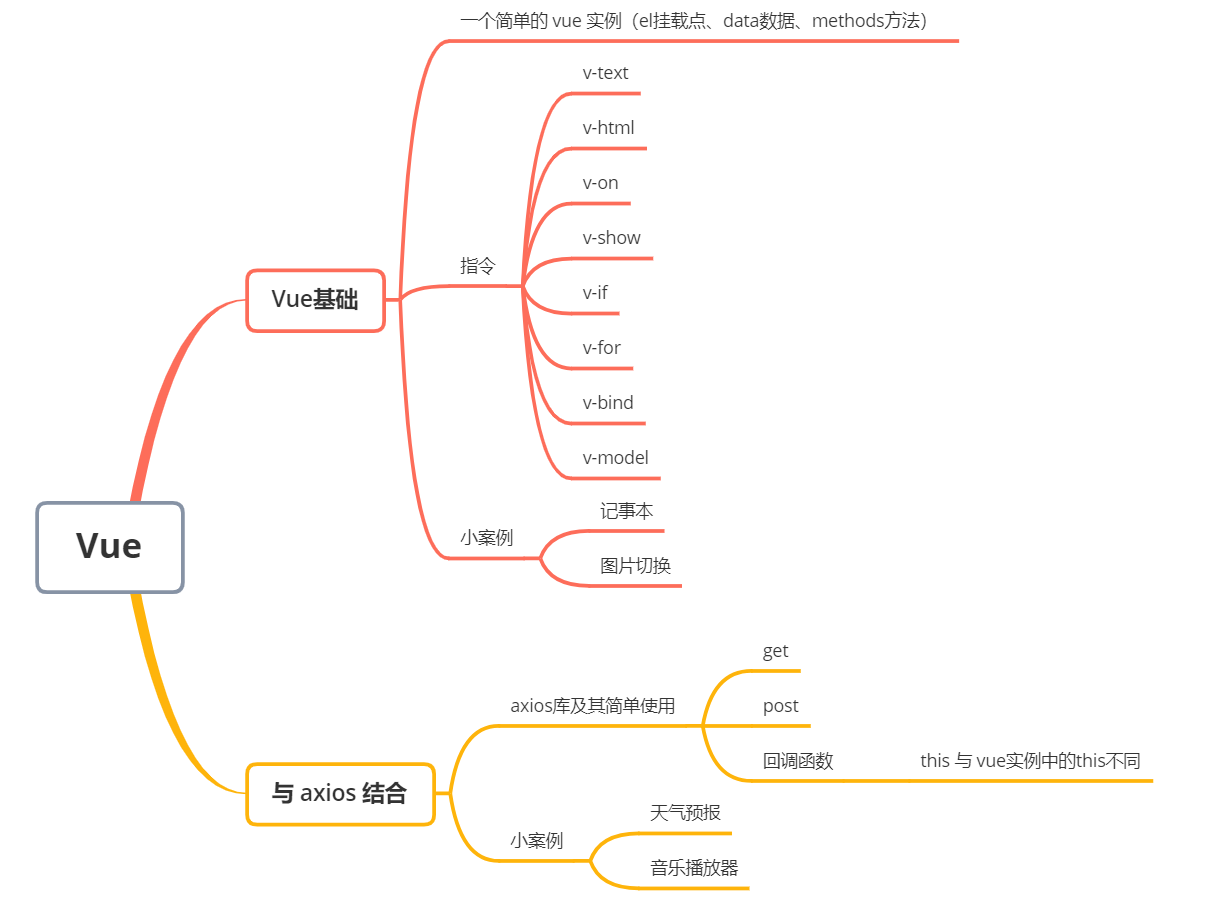 一个简单的 vue 实例（el挂载点、data数据、methods方法）
v-text
v-html
v-on
v-show
指令
v-if
Vue基础
v-for
v-bind
v-model
记事本
小案例
图片切换
Vue
get
axios库及其简单使用
post
回调函数
this 与 vue实例中的this不同
与 axios 结合
天气预报
小案例
音乐播放器